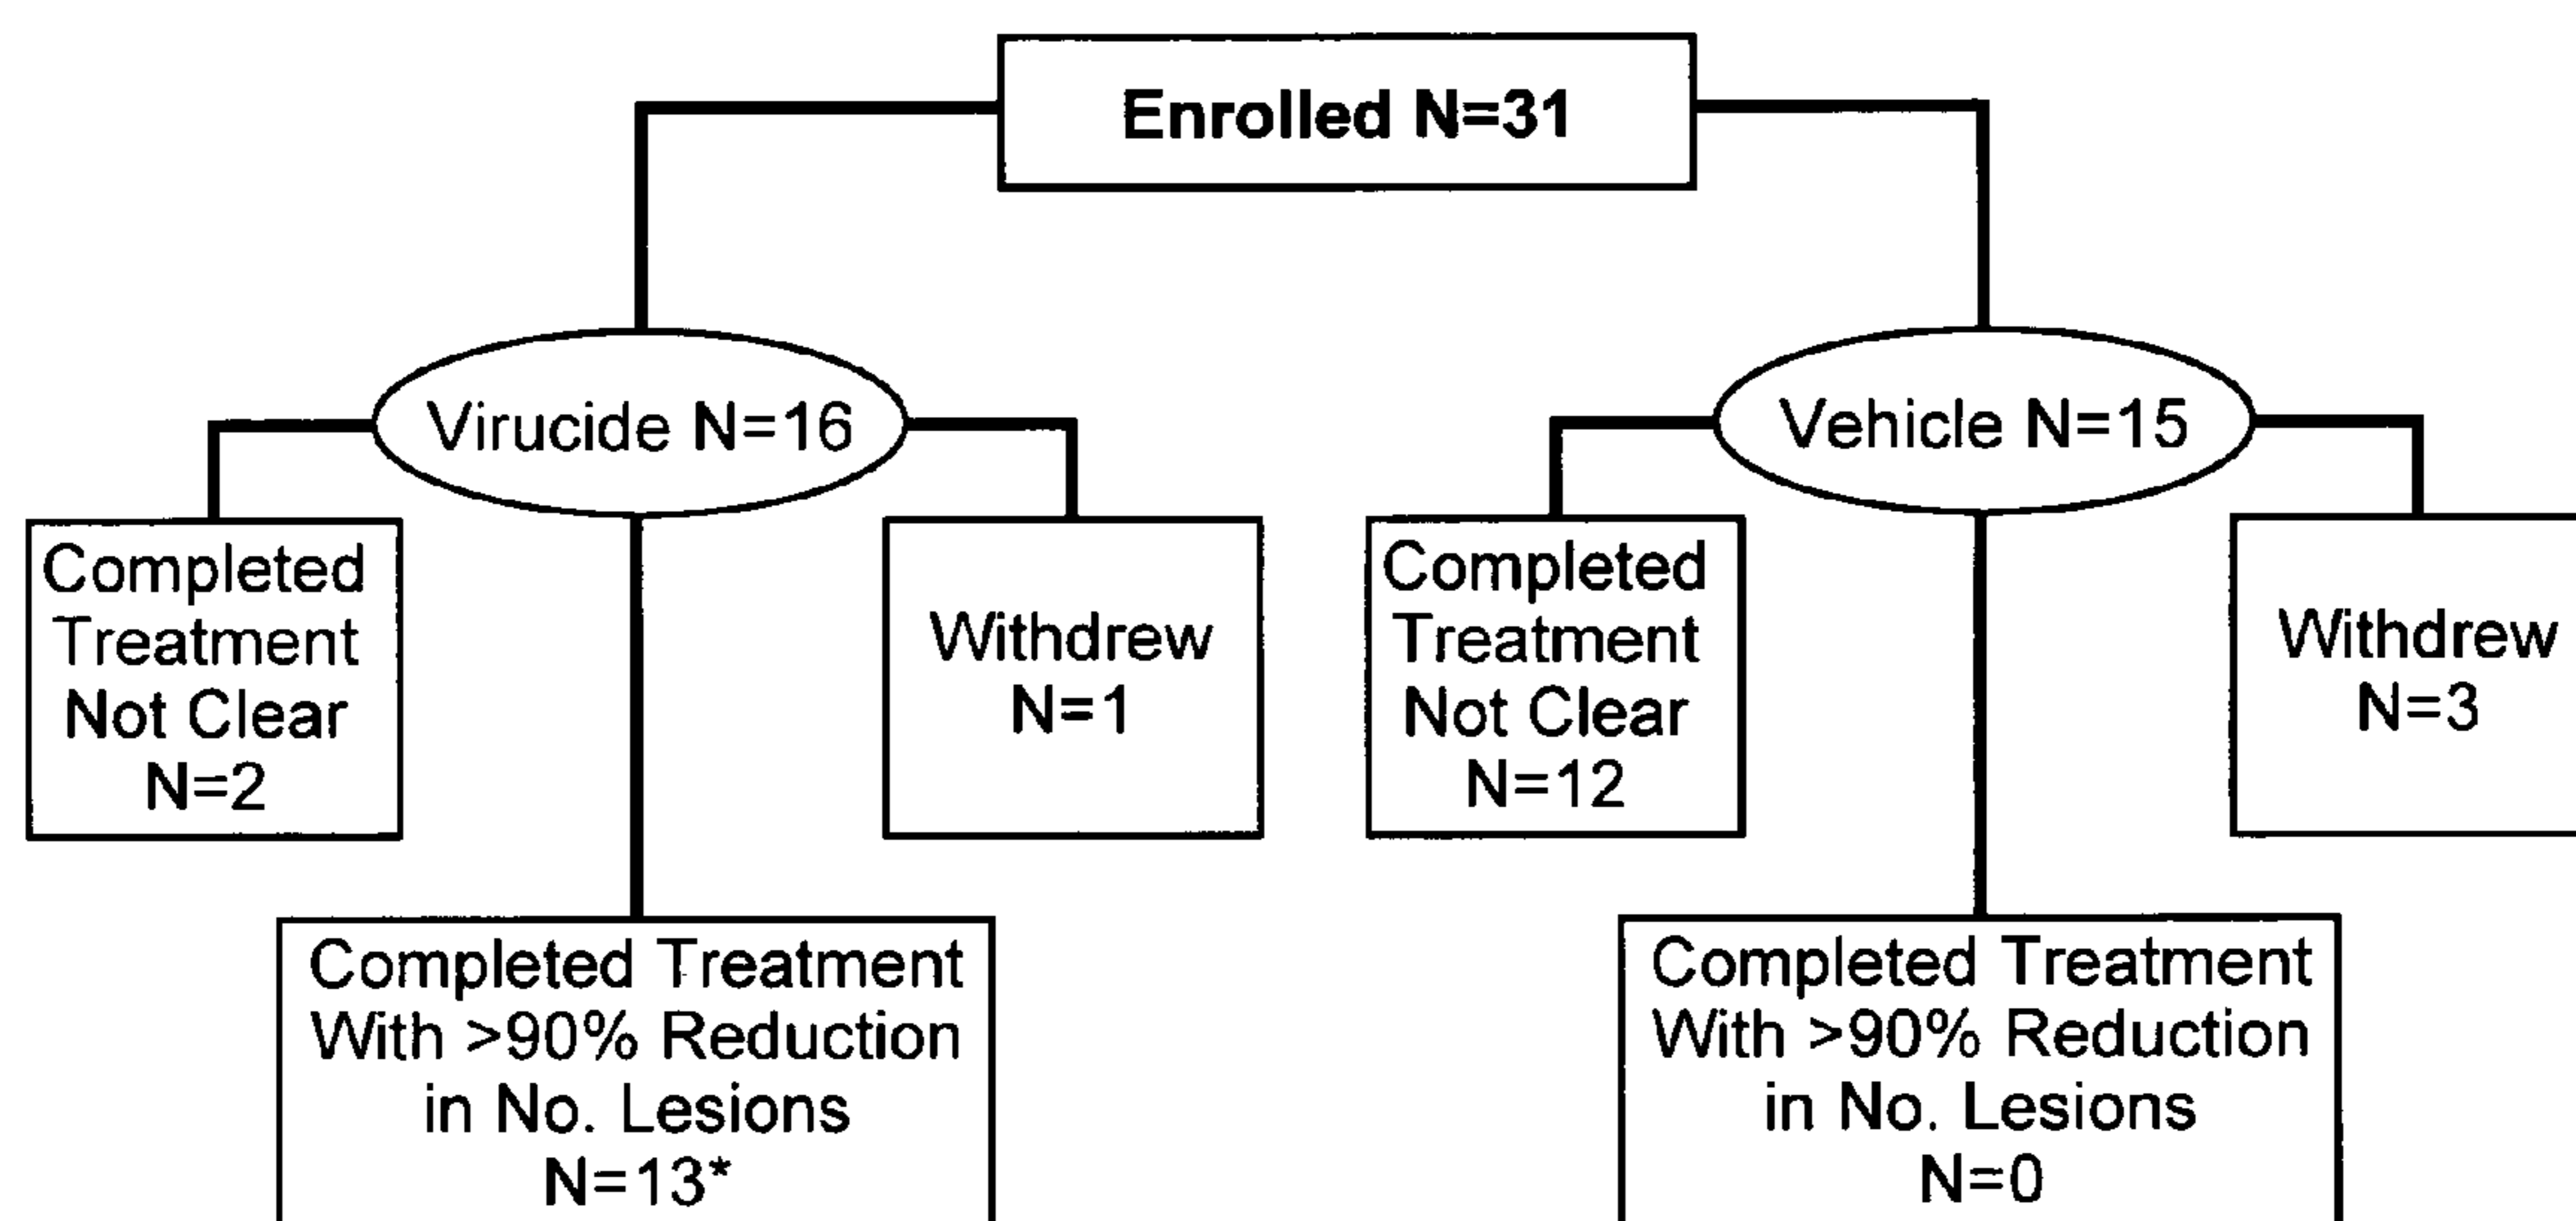 Enrolled N=31
Virucide N=16
Vehicle N=15
Completed
Treatment
Not Clear
N=2
Withdrew
N=1
Completed
Treatment
Not Clear
N=12
Withdrew
N=3
Completed Treatment
With >90% Reduction
in No. Lesions
N=13*
Completed Treatment
With >90% Reduction
in No. Lesions
N=0